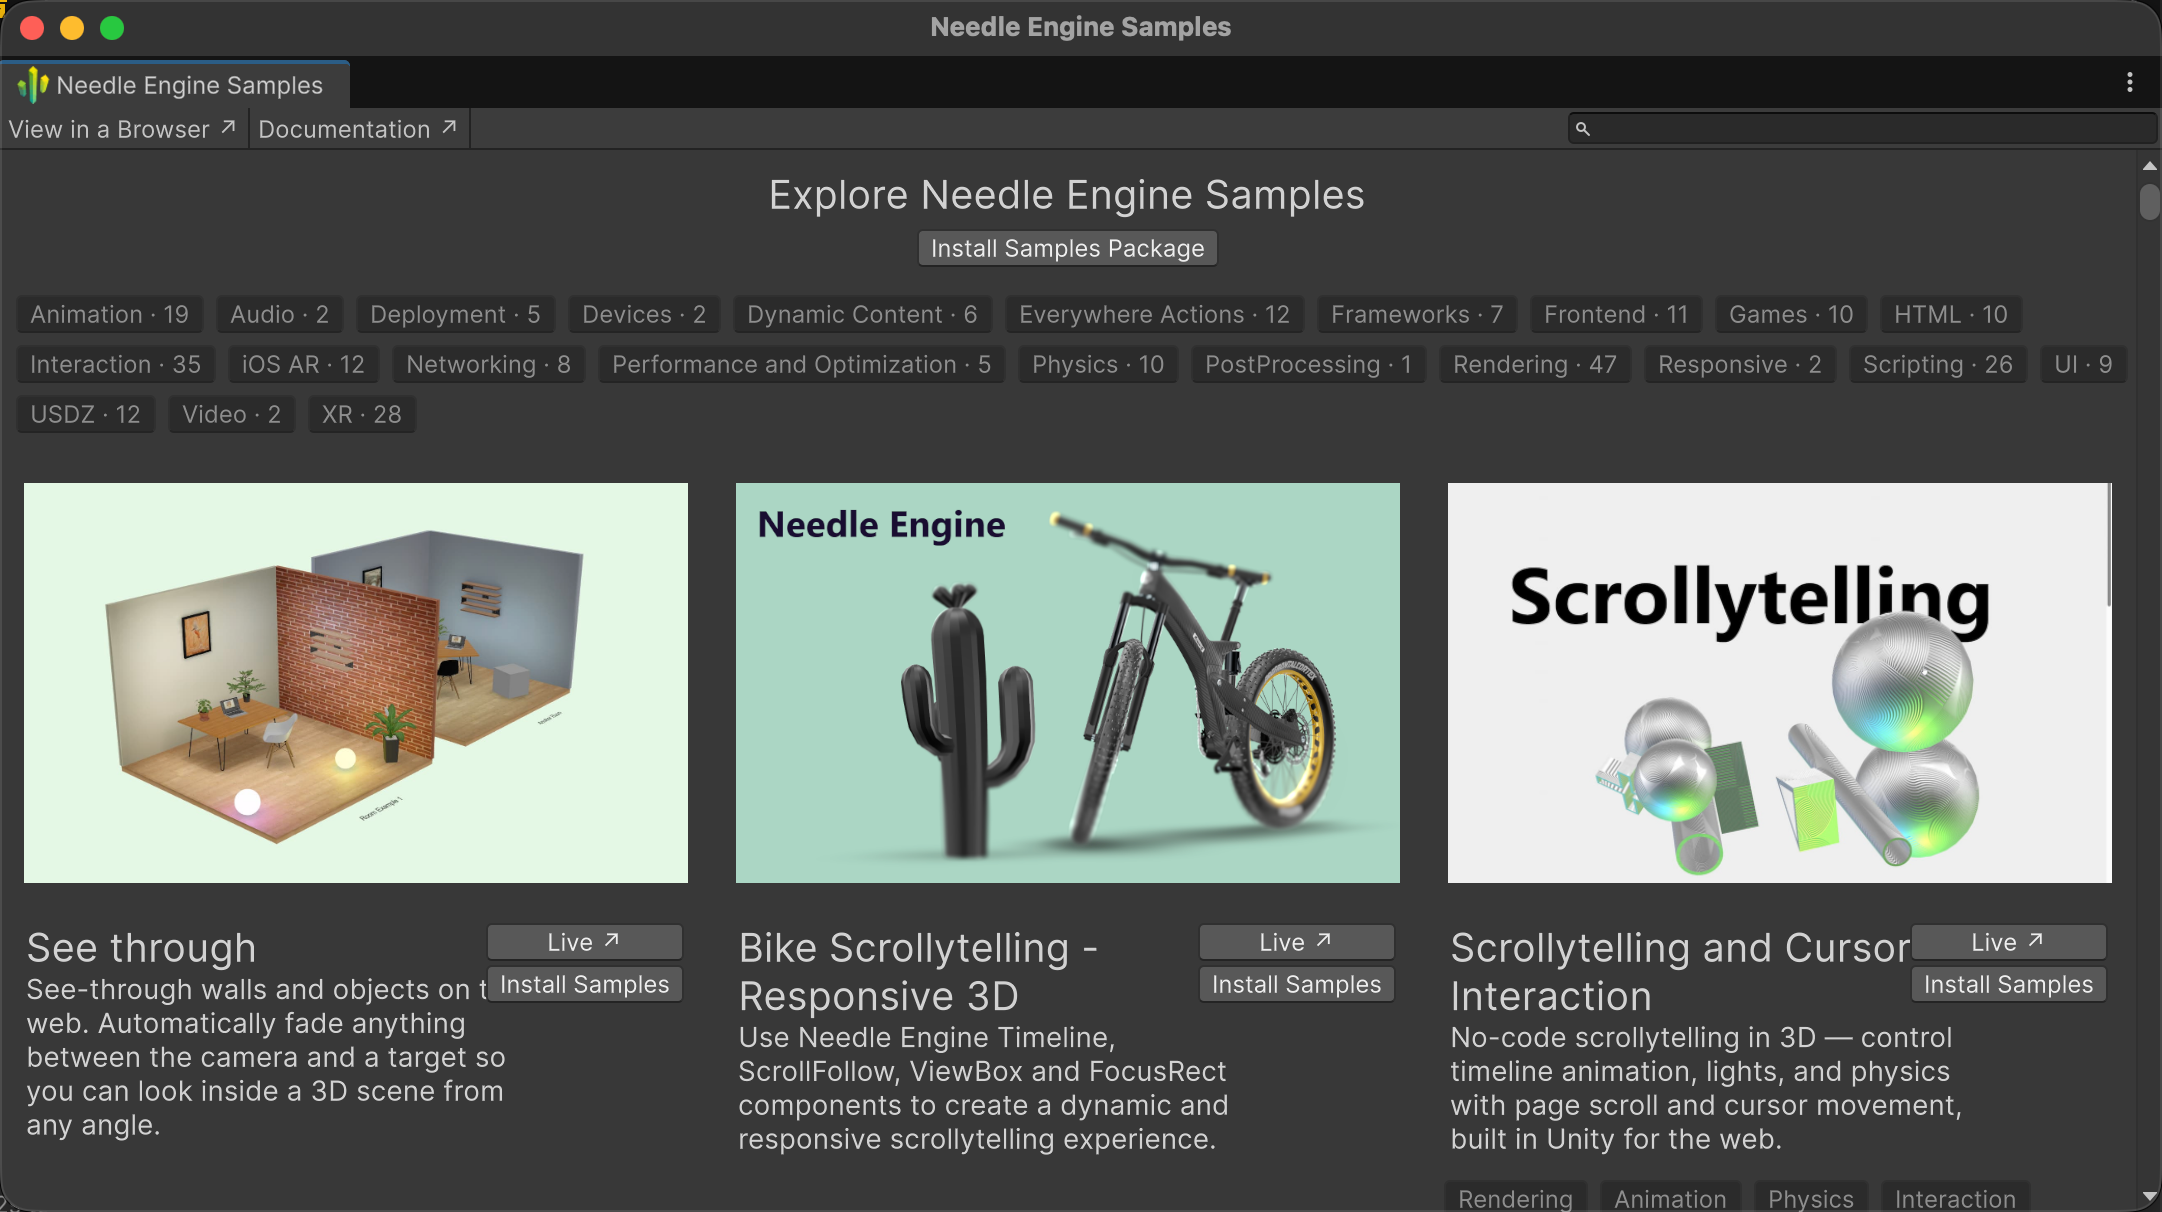 Needle Engine Samples
Needle Engine Samples
View in a Browser ↗ Documentation ↗
Explore Needle Engine Samples
Install Samples Package
Animation · 19 Audio · 2 Deployment · 5 Devices · 2 Dynamic Content · 6 Everywhere Actions · 12 Frameworks · 7 Frontend · 11 Games · 10 HTML · 10
Interaction · 35 iOS AR · 12 Networking · 8 Performance and Optimization · 5 Physics · 10 PostProcessing · 1 Rendering · 47 Responsive · 2 Scripting · 26 UI · 9
USDZ · 12 Video · 2 XR · 28
Room Example 1
Needle Engine
Scrollytelling
See through
Live ↗
Install Samples
See-through walls and objects on t
web. Automatically fade anything
between the camera and a target so
you can look inside a 3D scene from
any angle.
Bike Scrollytelling -
Responsive 3D
Live ↗
Install Samples
Use Needle Engine Timeline,
ScrollFollow, ViewBox and FocusRect
components to create a dynamic and
responsive scrollytelling experience.
Scrollytelling and Cursor
Interaction
Live ↗
Install Samples
No-code scrollytelling in 3D — control
timeline animation, lights, and physics
with page scroll and cursor movement,
built in Unity for the web.
Rendering Animation Physics Interaction